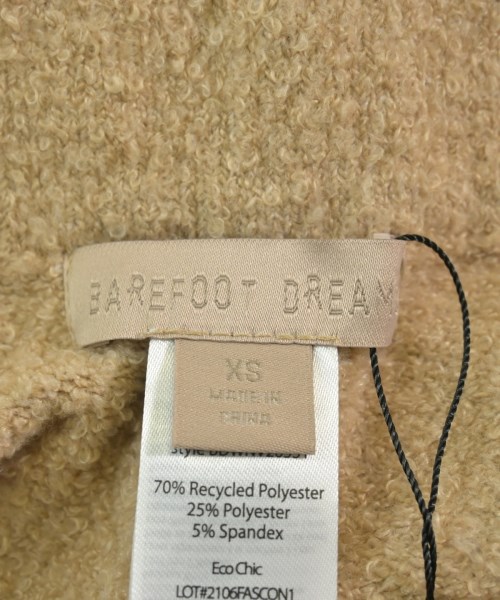 BAREFOOT DREAM
XS
MADE IN
CHINA
70% Recycled Polyester
25% Polyester
5% Spandex
Eco Chic
LOT#2106FASCON1